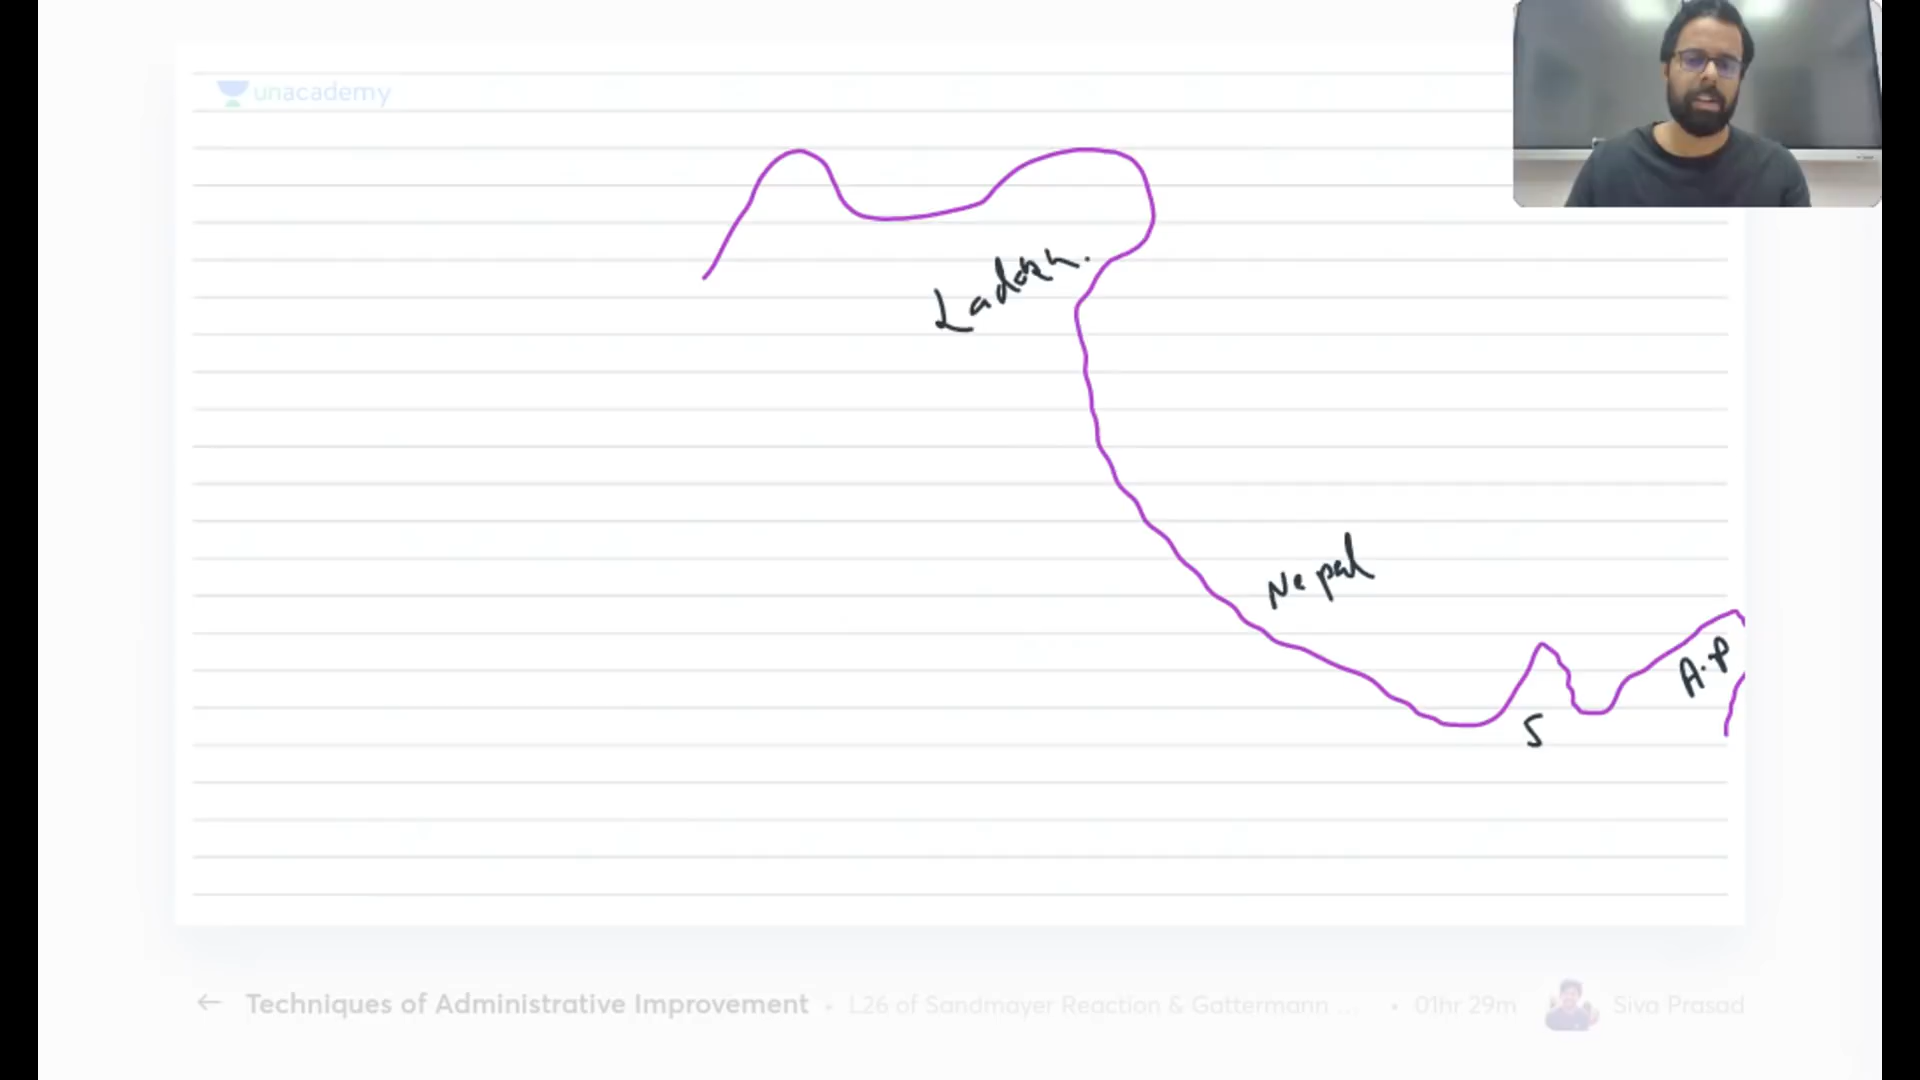 unacademy
Ladakh.
Nepal
A.P
S
Techniques of Administrative Improvement • L26 of Sandmayer Reaction & Gattermann ... • 01hr 29m Siva Prasad